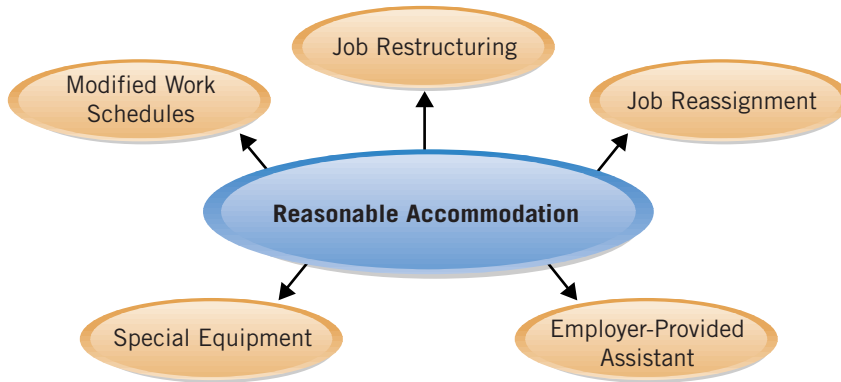 Job Restructuring
Modified Work
Schedules
Job Reassignment
Reasonable Accommodation
Special Equipment
Employer-Provided
Assistant